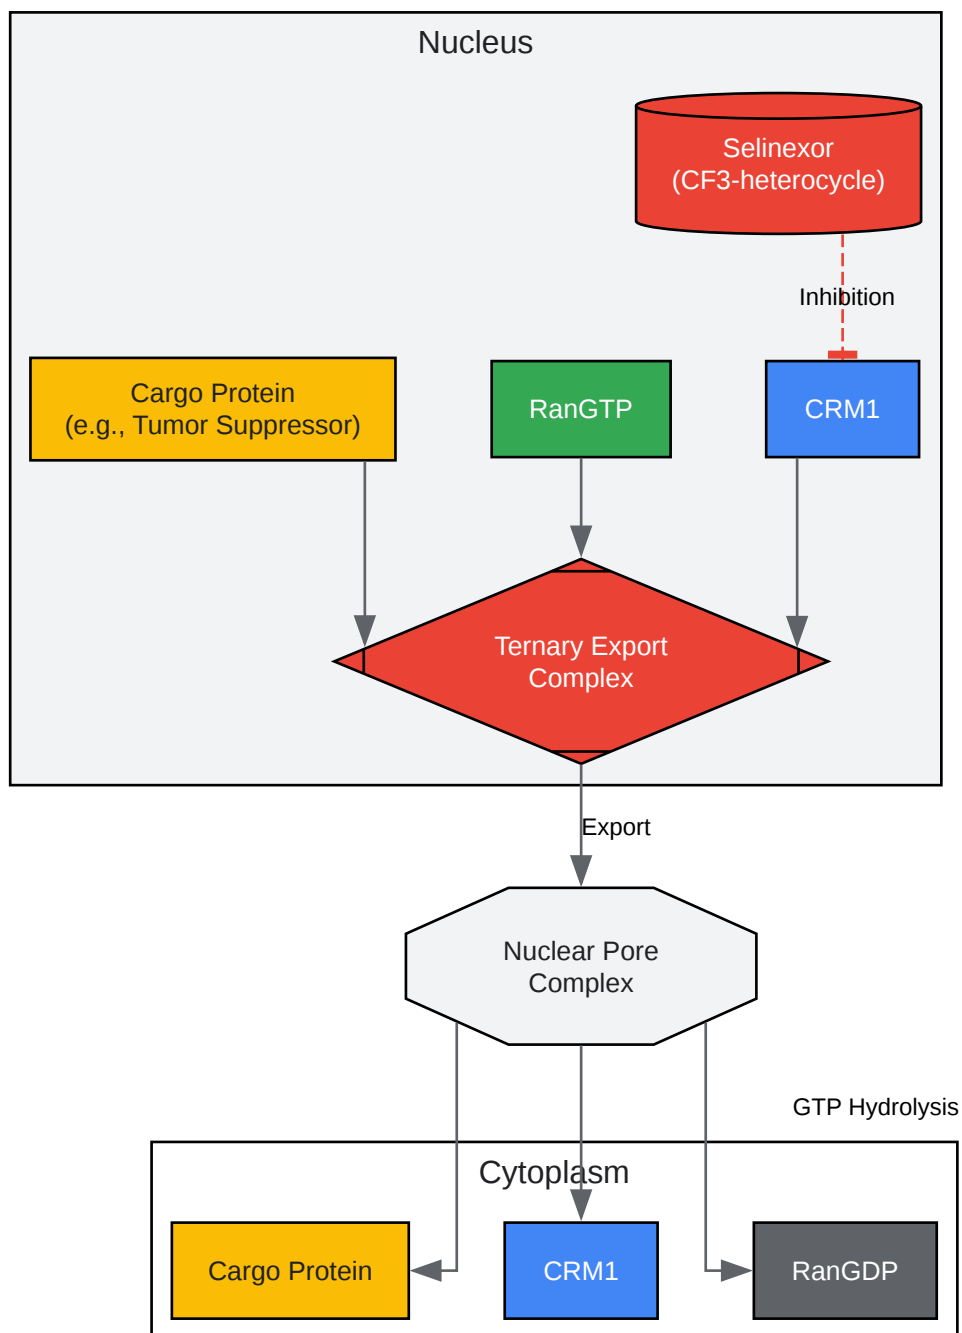 Nucleus
Selinexor
(CF3-heterocycle)
Inhibition
Cargo Protein
(e.g., Tumor Suppressor)
RanGTP
CRM1
Ternary Export
Complex
Export
Nuclear Pore
Complex
GTP Hydrolysis
Cytoplasm
Cargo Protein
CRM1
RanGDP